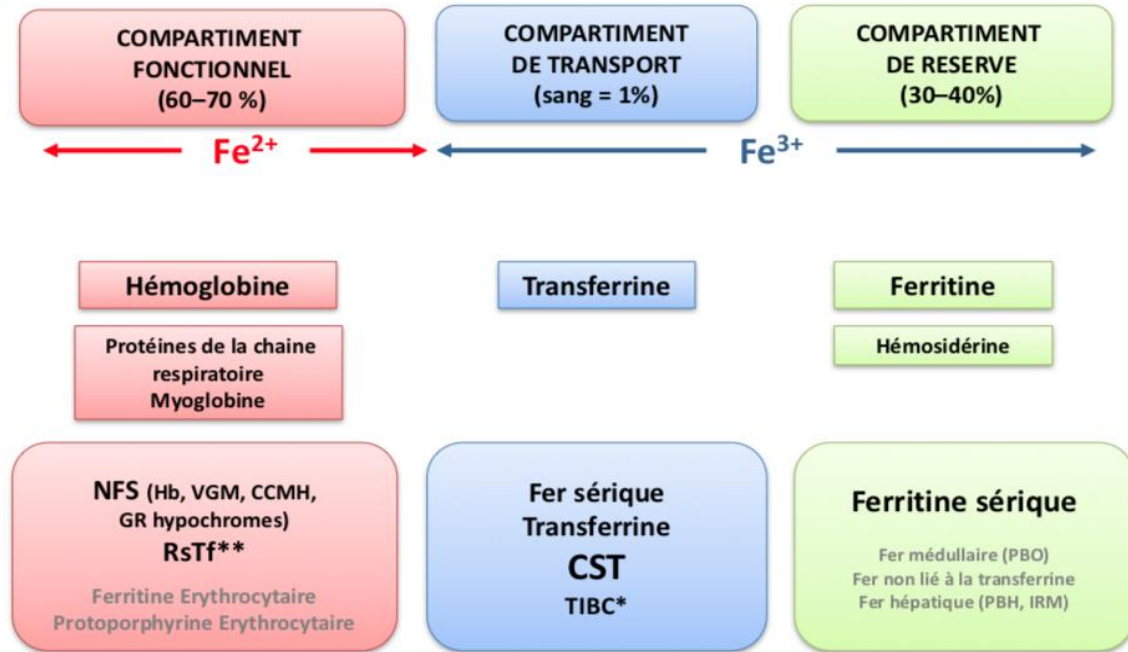 COMPARTIMENT
FONCTIONNEL
(60–70 %)
COMPARTIMENT
DE TRANSPORT
(sang = 1%)
COMPARTIMENT
DE RESERVE
(30–40%)
Fe²⁺
Fe³⁺
Hémoglobine
Transferrine
Ferritine
Protéines de la chaine
respiratoire
Myoglobine
Hémosidérine
NFS (Hb, VGM, CCMH,
GR hypochromes)
RsTf**
Ferritine Erythrocytaire
Protoporphyrine Erythrocytaire
Fer sérique
Transferrine
CST
TIBC*
Ferritine sérique
Fer médullaire (PBO)
Fer non lié à la transferrine
Fer hépatique (PBH, IRM)